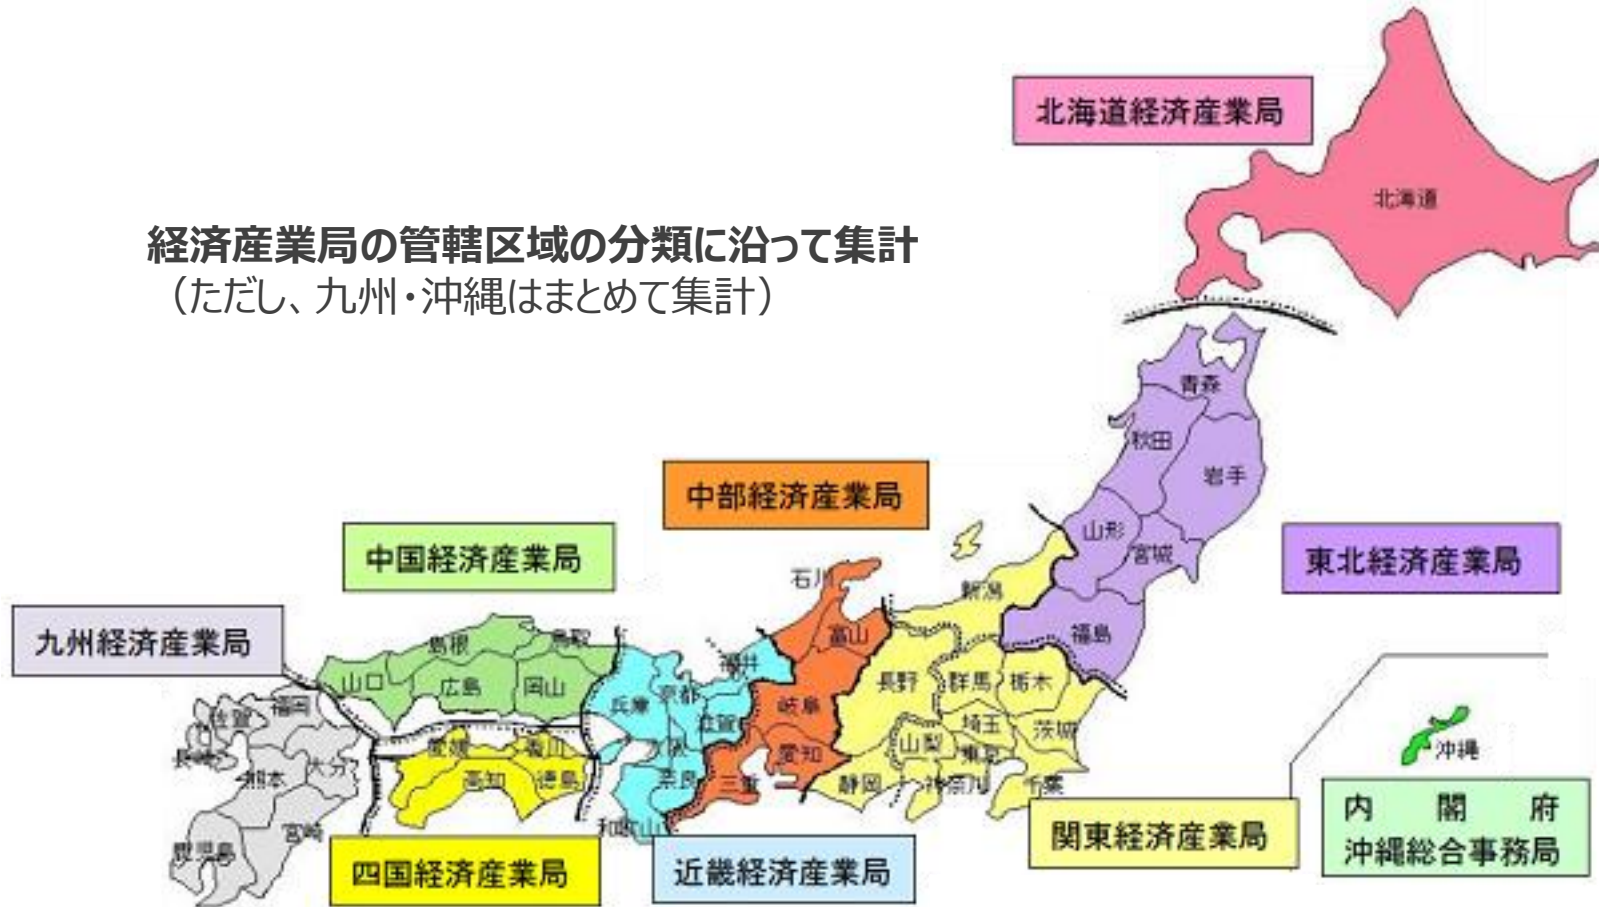 北海道経済産業局
北海道
経済産業局の管轄区域の分類に沿って集計
（ただし、九州・沖縄はまとめて集計）
青森
秋田
岩手
中部経済産業局
山形
宮城
東北経済産業局
中国経済産業局
石川
新潟
九州経済産業局
島根
鳥取
富山
福島
福井
山口
広島
岡山
兵庫
京都
滋賀
岐阜
長野
群馬
栃木
佐賀
福岡
長崎
愛媛
香川
大阪
愛知
山梨
埼玉
東京
茨城
沖縄
熊本
大分
高知
徳島
奈良
三重
静岡
神奈川
千葉
宮崎
鹿児島
和歌山
四国経済産業局
近畿経済産業局
関東経済産業局
内閣府
沖縄総合事務局